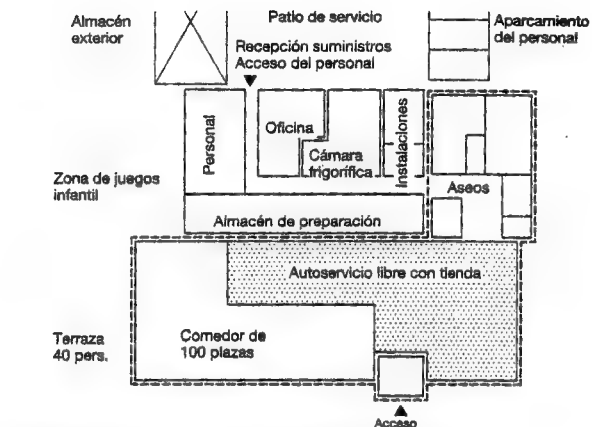 Almacén
exterior
Patio de servicio
Aparcamiento
del personal
Recepción suministros
Acceso del personal
Personal
Oficina
Cámara
frigorífica
Instalaciones
Zona de juegos
infantil
Aseos
Almacén de preparación
Autoservicio libre con tienda
Terraza
40 pers.
Comedor de
100 plazas
Acceso